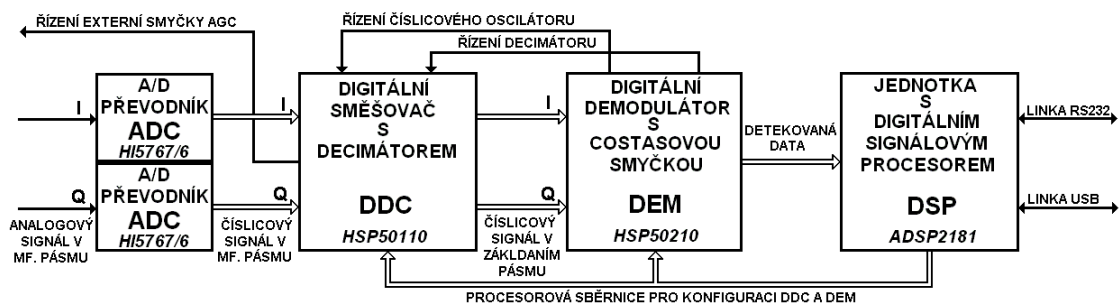 ŘÍZENÍ EXTERNÍ SMYČKY AGC
ŘÍZENÍ ČÍSLICOVÉHO OSCILÁTORU
ŘÍZENÍ DECIMÁTORU
I
A/D
PŘEVODNÍK
ADC
HI5767/6
I
DIGITÁLNÍ
SMĚŠOVAČ
S
DECIMÁTOREM
DDC
HSP50110
I
DIGITÁLNÍ
DEMODULÁTOR
S
COSTASOVOU
SMYČKOU
DEM
HSP50210
DETEKOVANÁ
DATA
JEDNOTKA
S
DIGITÁLNÍM
SIGNÁLOVÝM
PROCESOREM
DSP
ADSP2181
LINKA RS232
LINKA USB
Q
ANALOGOVÝ
SIGNÁL V
MF. PÁSMU
A/D
PŘEVODNÍK
ADC
HI5767/6
Q
ČÍSLICOVÝ
SIGNÁL V
MF. PÁSMU
Q
ČÍSLICOVÝ
SIGNÁL V
ZÁKLDANÍM
PÁSMU
PROCESOROVÁ SBĚRNICE PRO KONFIGURACI DDC A DEM